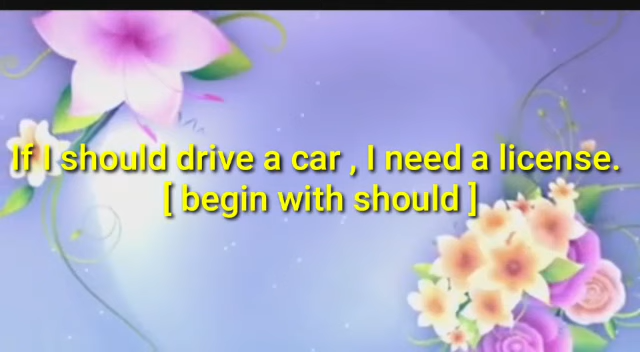 If I should drive a car , I need a license.
[ begin with should ]